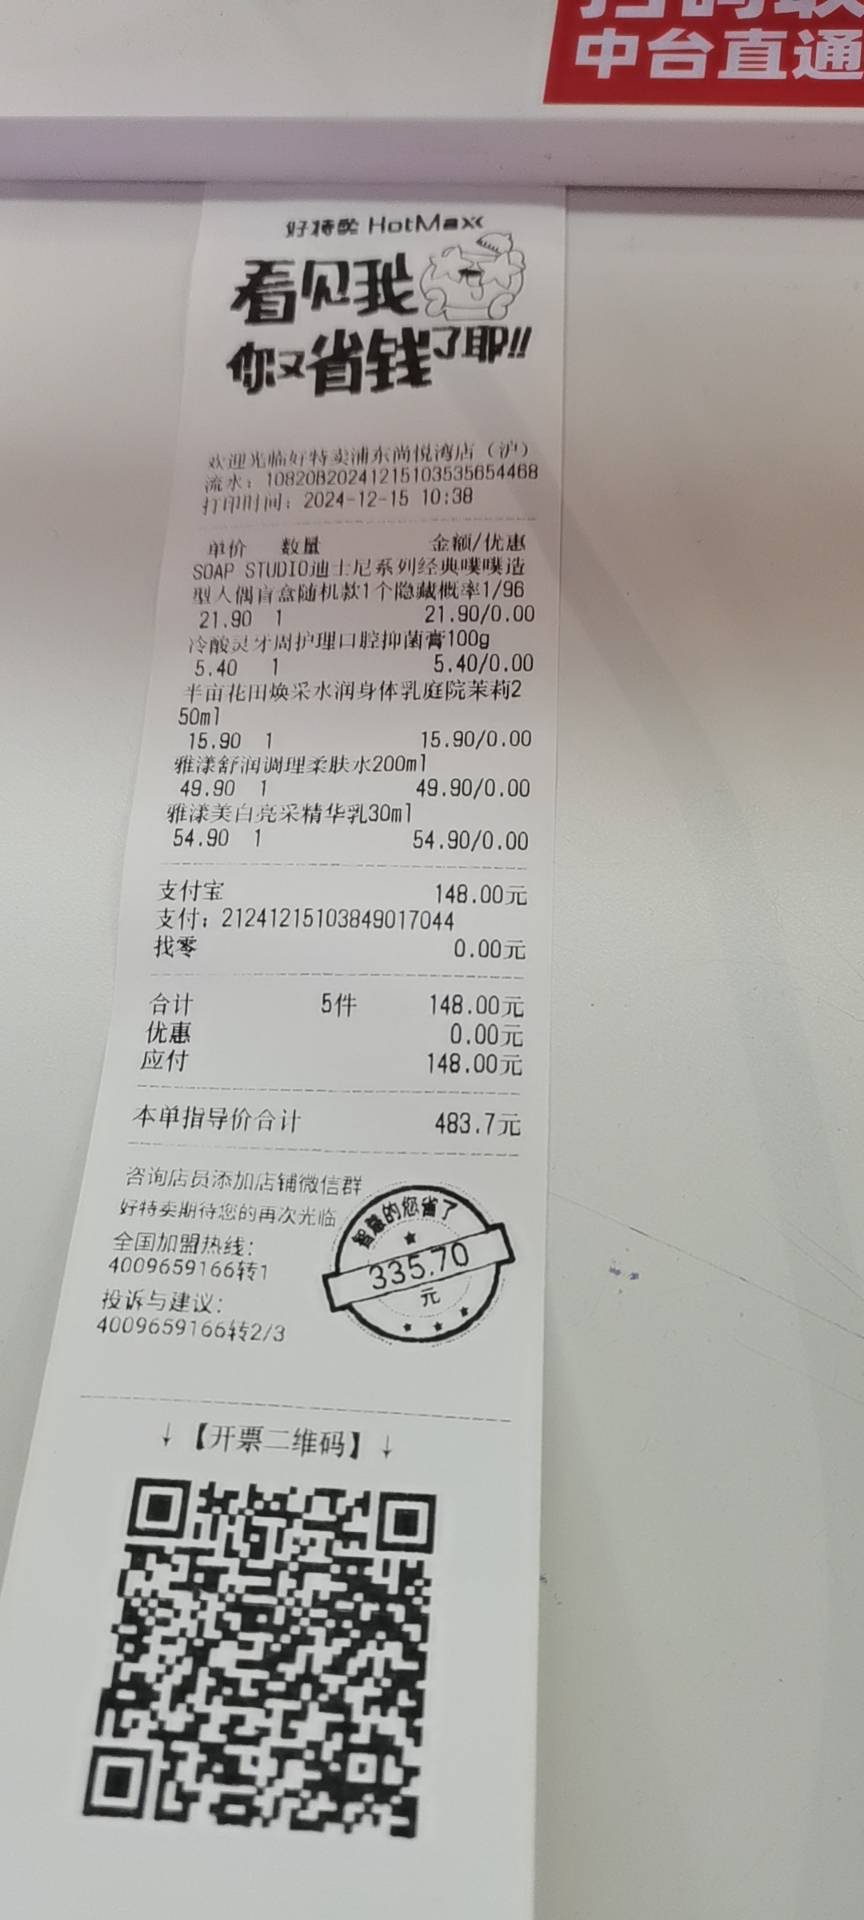 中台直通
好特卖 HotMaxx
看见我
你又省钱了耶!!
欢迎光临好特卖浦东尚悦湾店（沪）
流水：10820820241215103535654468
打印时间：2024-12-15 10:38
单价 数量 金额/优惠
SOAP STUDIO迪士尼系列经典噗噗造
型人偶盲盒随机款1个隐藏概率1/96
21.90 1 21.90/0.00
冷酸灵牙周护理口腔抑菌膏100g
5.40 1 5.40/0.00
半亩花田焕采水润身体乳庭院茉莉2
50ml
15.90 1 15.90/0.00
雅漾舒润调理柔肤水200ml
49.90 1 49.90/0.00
雅漾美白亮采精华乳30ml
54.90 1 54.90/0.00
支付宝 148.00元
支付：21241215103849017044
找零 0.00元
合计 5件 148.00元
优惠 0.00元
应付 148.00元
本单指导价合计 483.7元
咨询店员添加店铺微信群
好特卖期待您的再次光临
全国加盟热线：
4009659166转1
投诉与建议：
4009659166转2/3
智慧的您省了
335.70
元
↓【开票二维码】↓